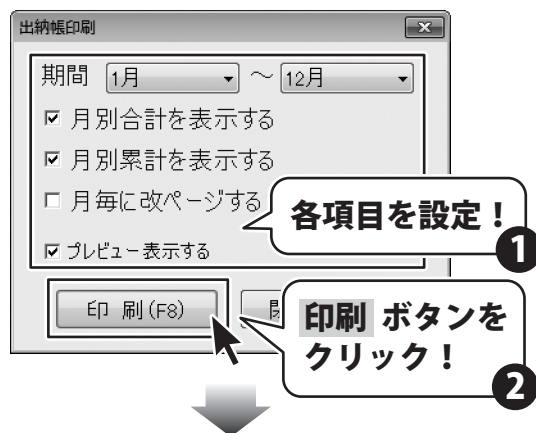 出納帳印刷
期間 1月 ～ 12月
月別合計を表示する
月別累計を表示する
月毎に改ページする
プレビュー表示する
各項目を設定！
1
印 刷(F8)
印刷 ボタンを
クリック！
2